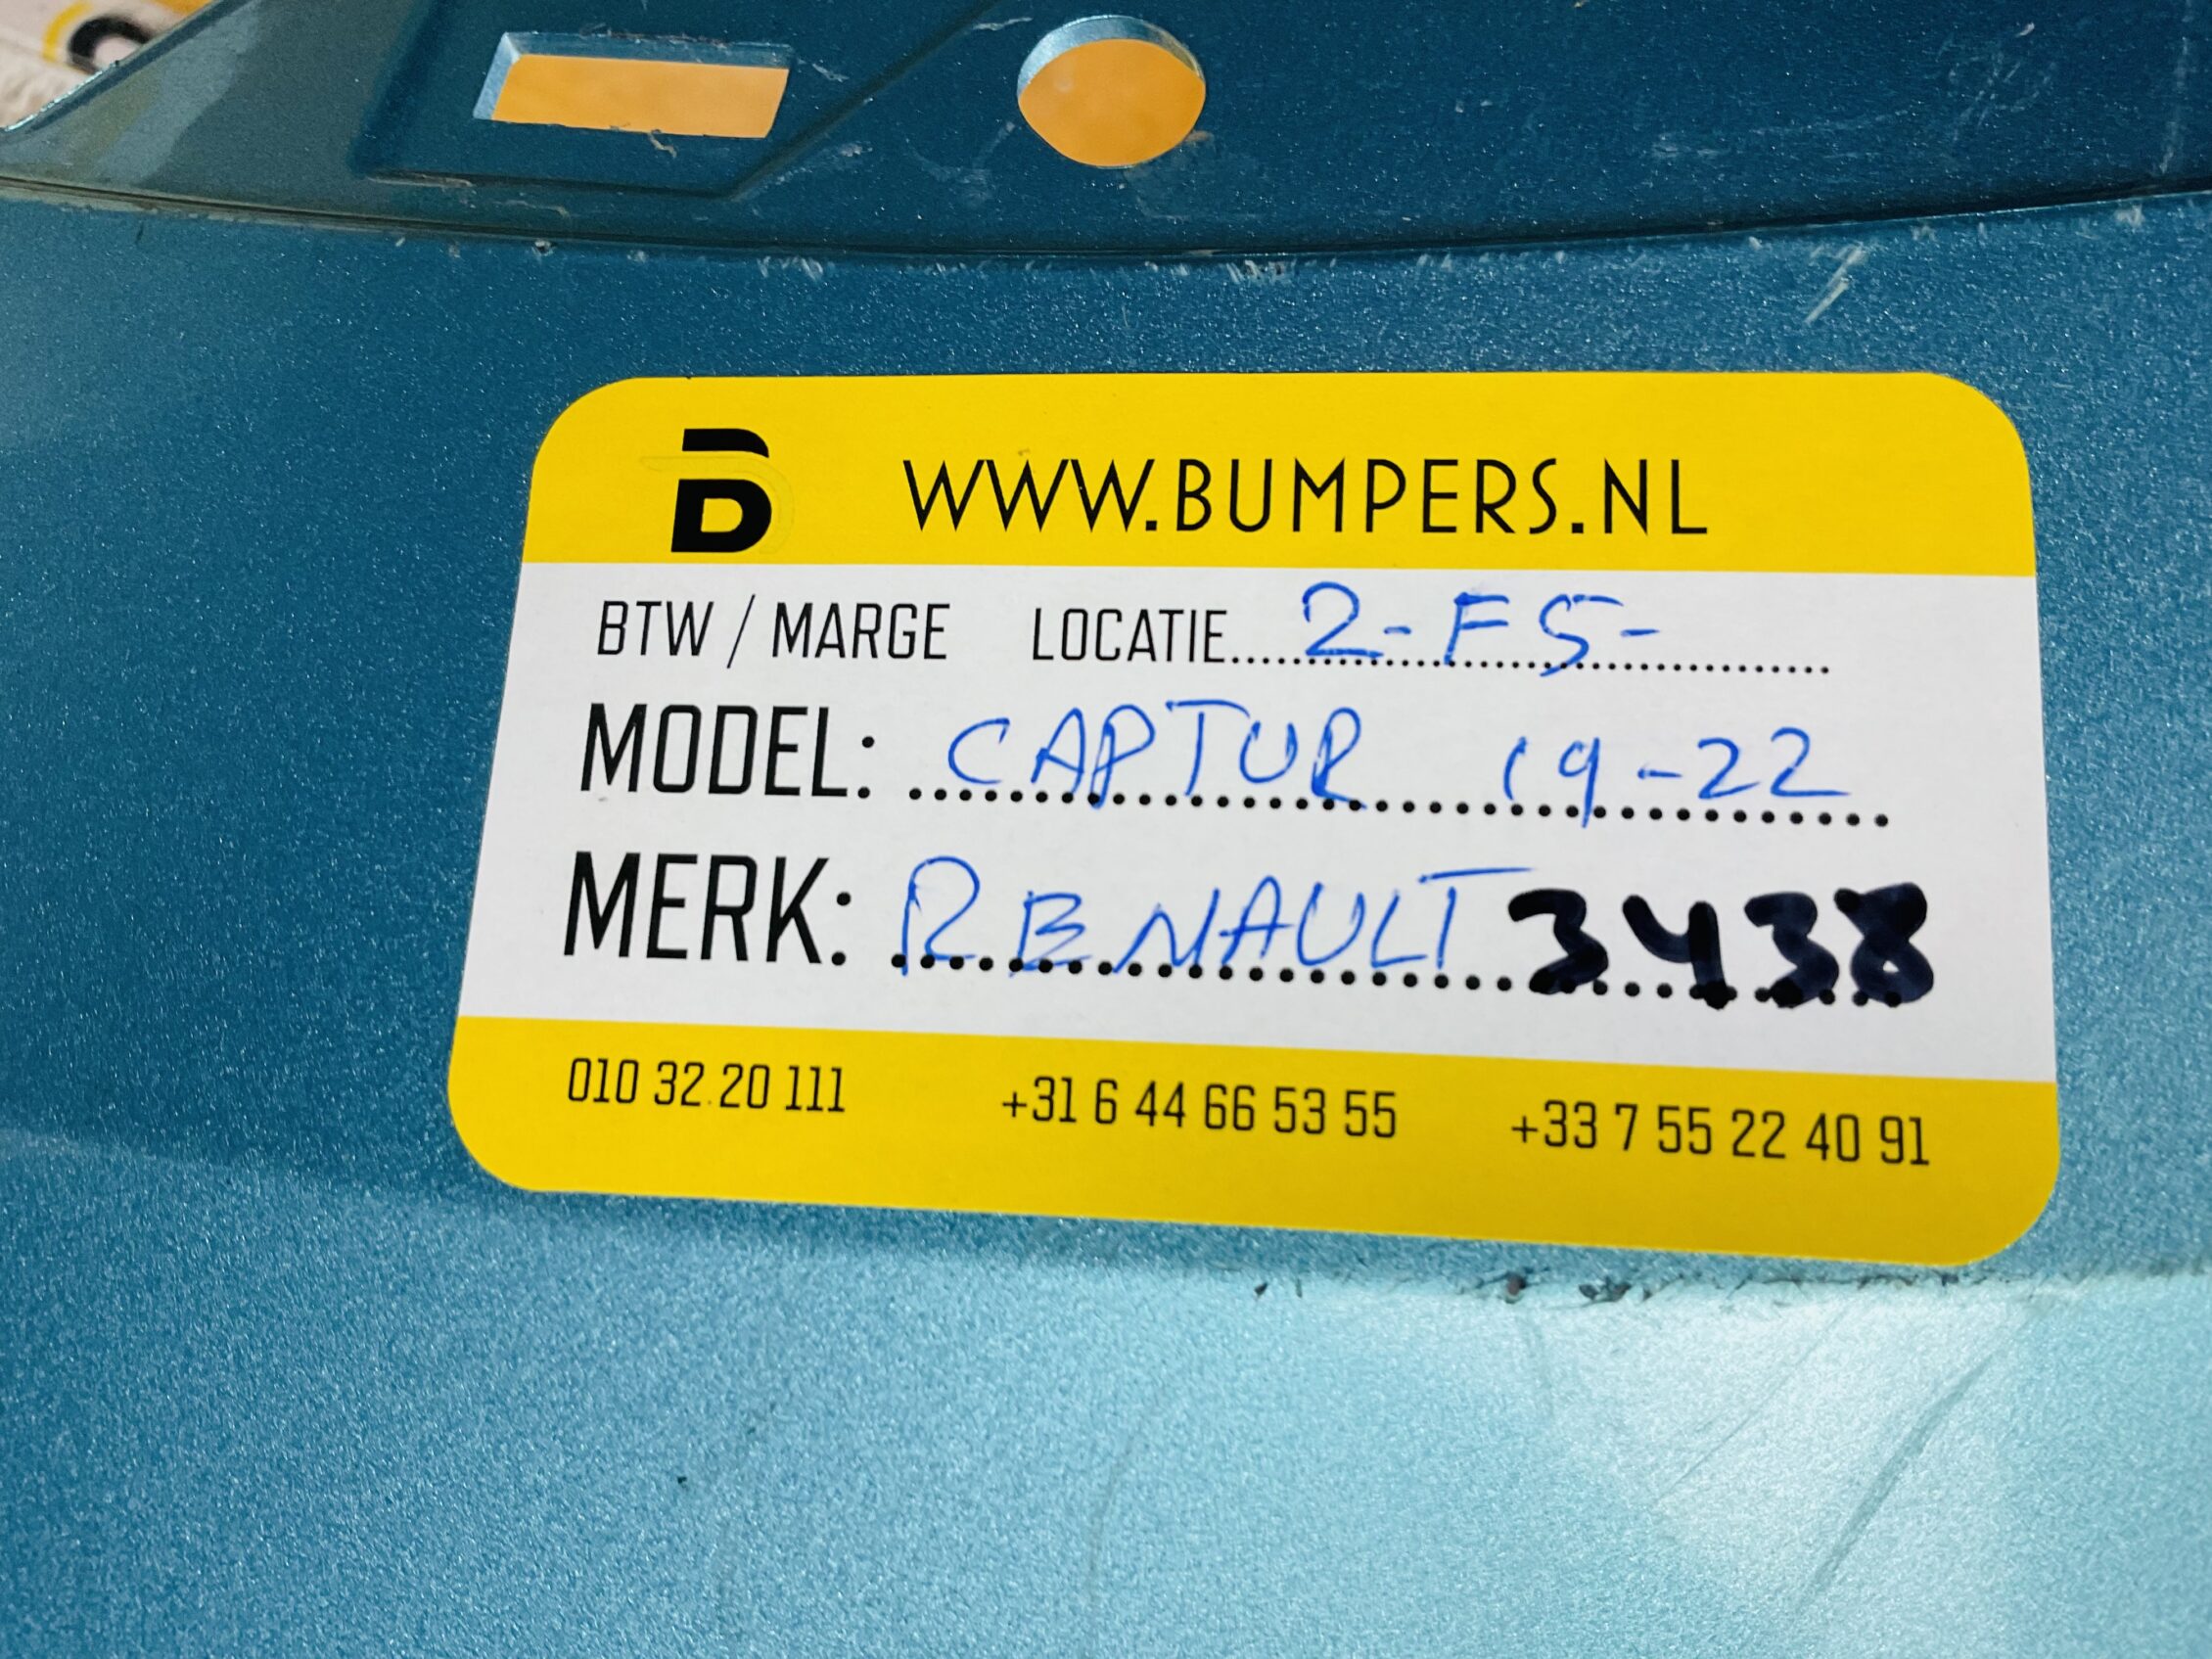 WWW.BUMPERS.NL
BTW / MARGE LOCATIE 2-F5-
MODEL: CAPTUR 19-22
MERK: RENAULT 3438
010 32 20 111 +31 6 44 66 53 55 +33 7 55 22 40 91